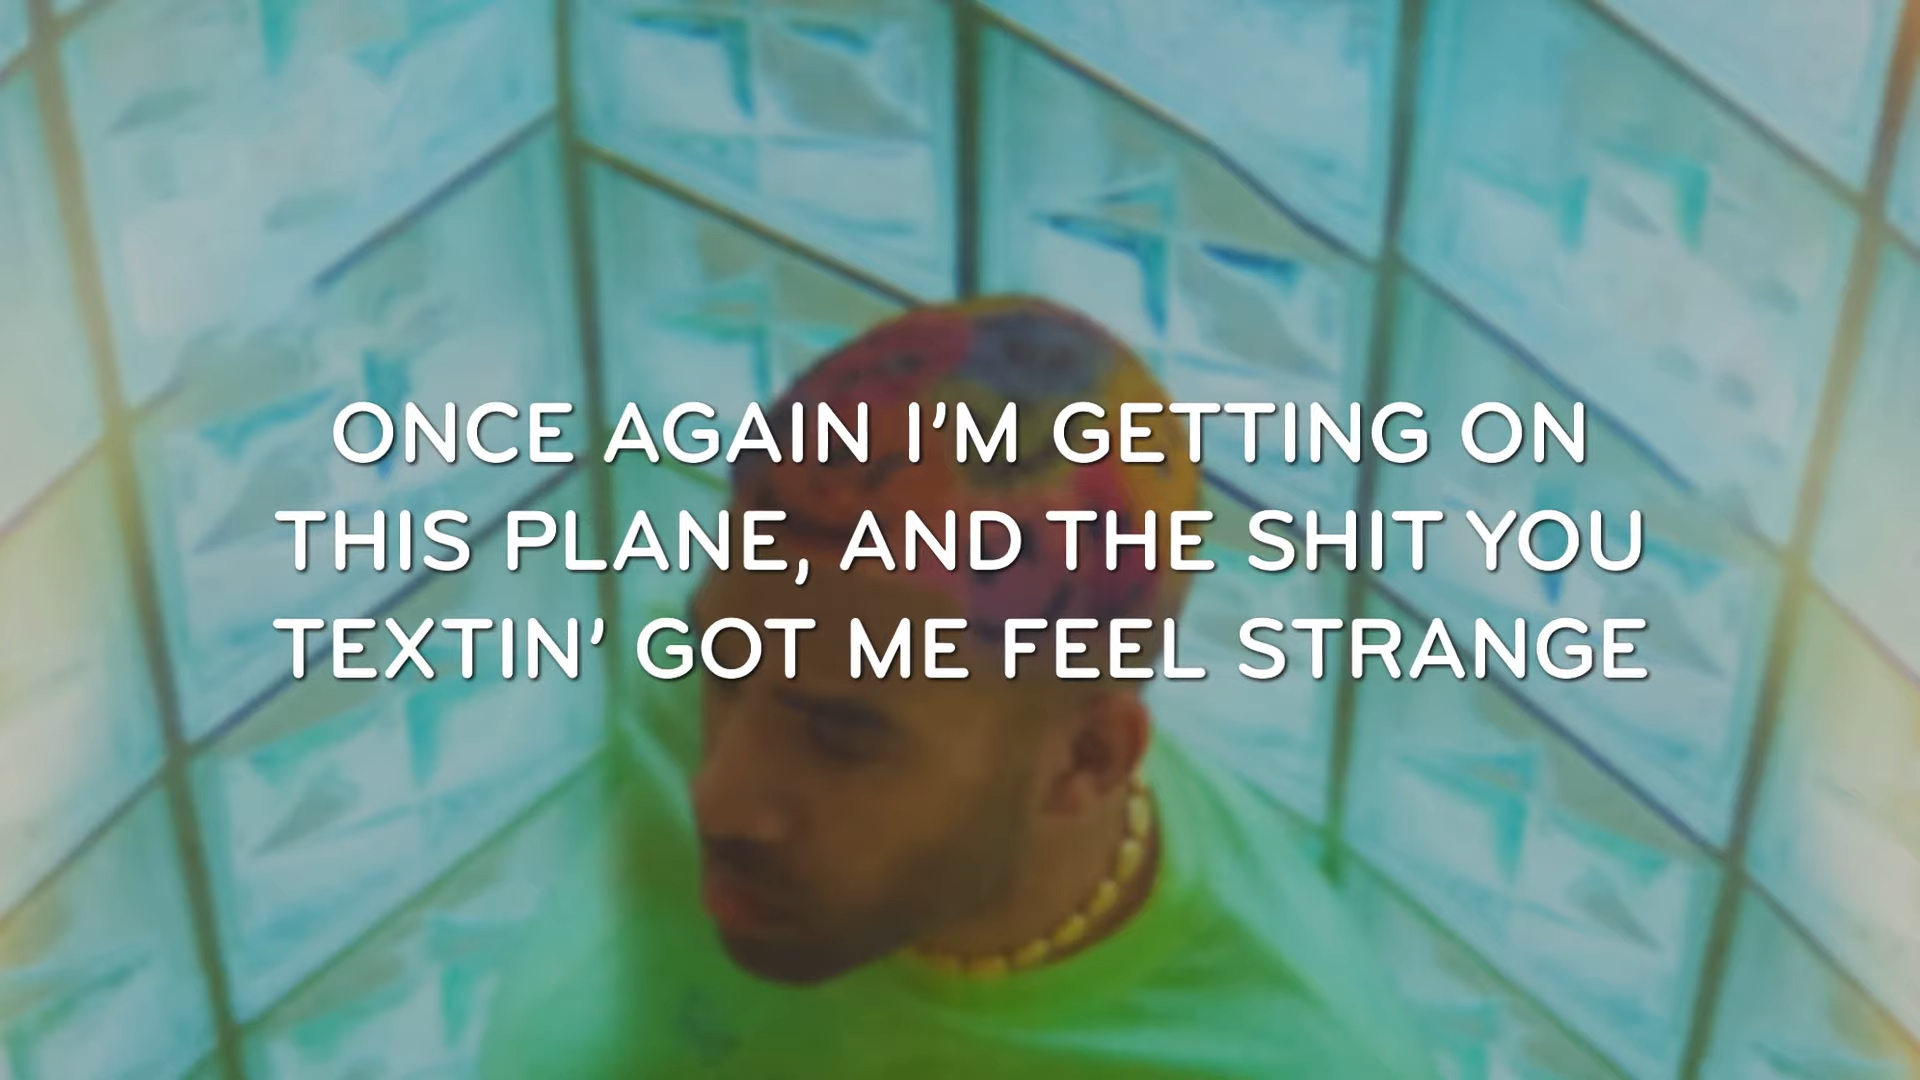 ONCE AGAIN I'M GETTING ON
THIS PLANE, AND THE SHIT YOU
TEXTIN' GOT ME FEEL STRANGE